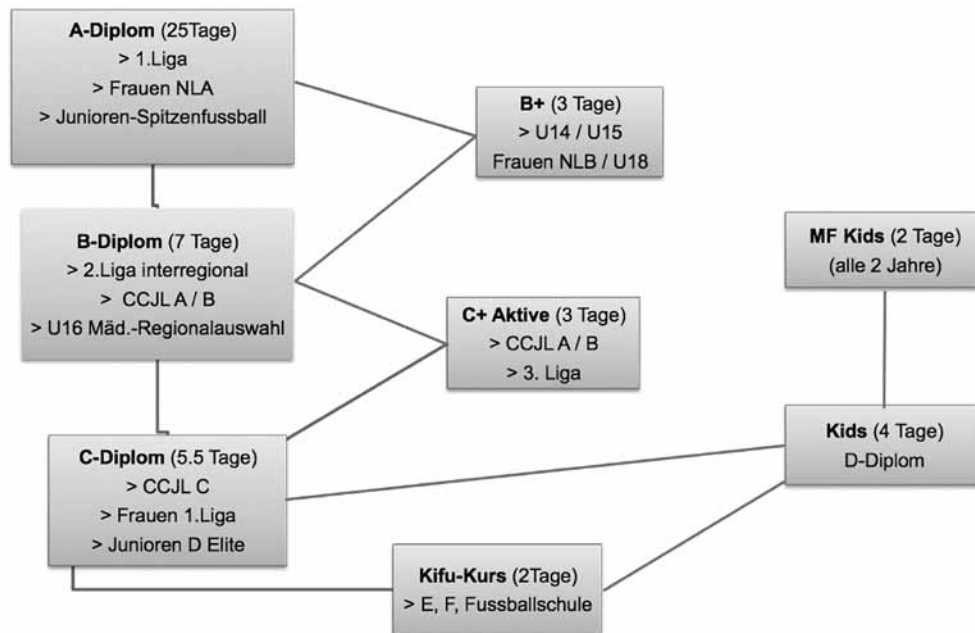 A-Diplom (25Tage)
> 1.Liga
> Frauen NLA
> Junioren-Spitzenfussball
B+ (3 Tage)
> U14 / U15
Frauen NLB / U18
B-Diplom (7 Tage)
> 2.Liga interregional
> CCJL A / B
> U16 Mäd.-Regionalauswahl
MF Kids (2 Tage)
(alle 2 Jahre)
C+ Aktive (3 Tage)
> CCJL A / B
> 3. Liga
C-Diplom (5.5 Tage)
> CCJL C
> Frauen 1.Liga
> Junioren D Elite
Kids (4 Tage)
D-Diplom
Kifu-Kurs (2Tage)
> E, F, Fussballschule